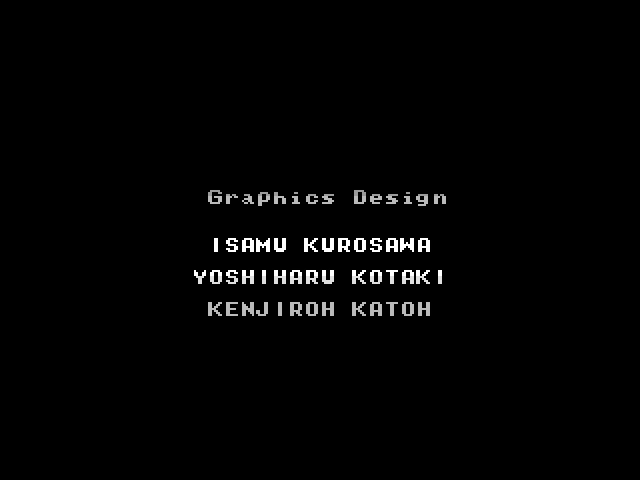 Graphics Design
ISAMU KUROSAWA
YOSHIHARU KOTAKI
KENJIROH KATOH